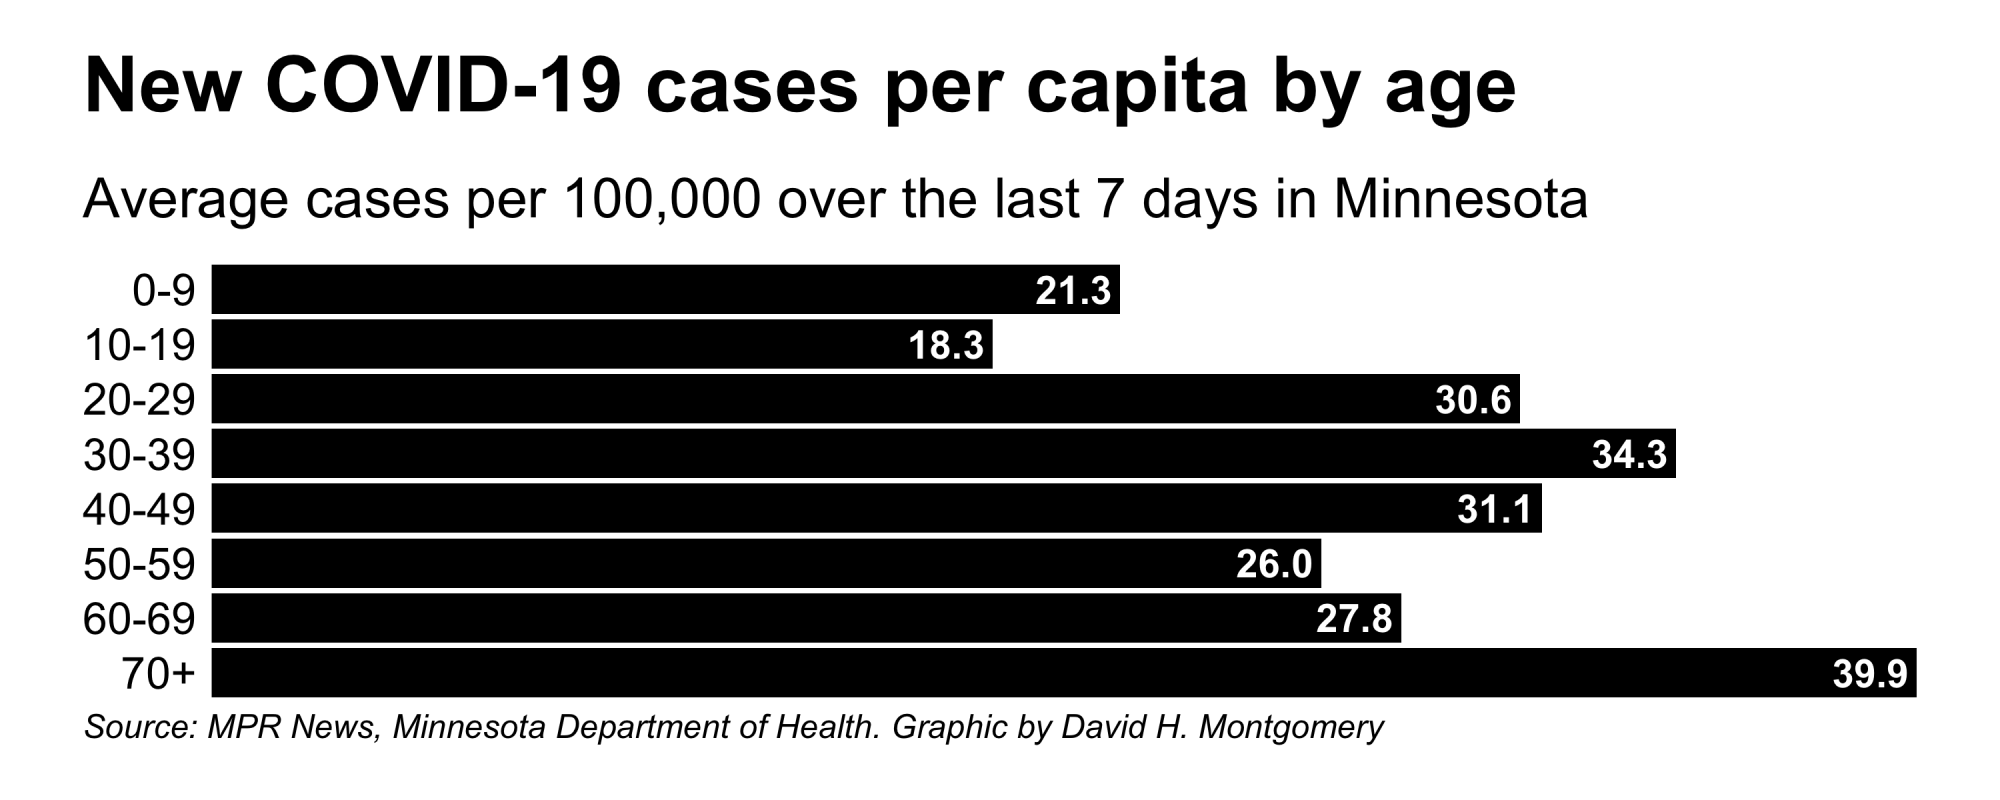 New COVID-19 cases per capita by age
Average cases per 100,000 over the last 7 days in Minnesota
0-9 21.3
10-19 18.3
20-29 30.6
30-39 34.3
40-49 31.1
50-59 26.0
60-69 27.8
70+ 39.9
Source: MPR News, Minnesota Department of Health. Graphic by David H. Montgomery